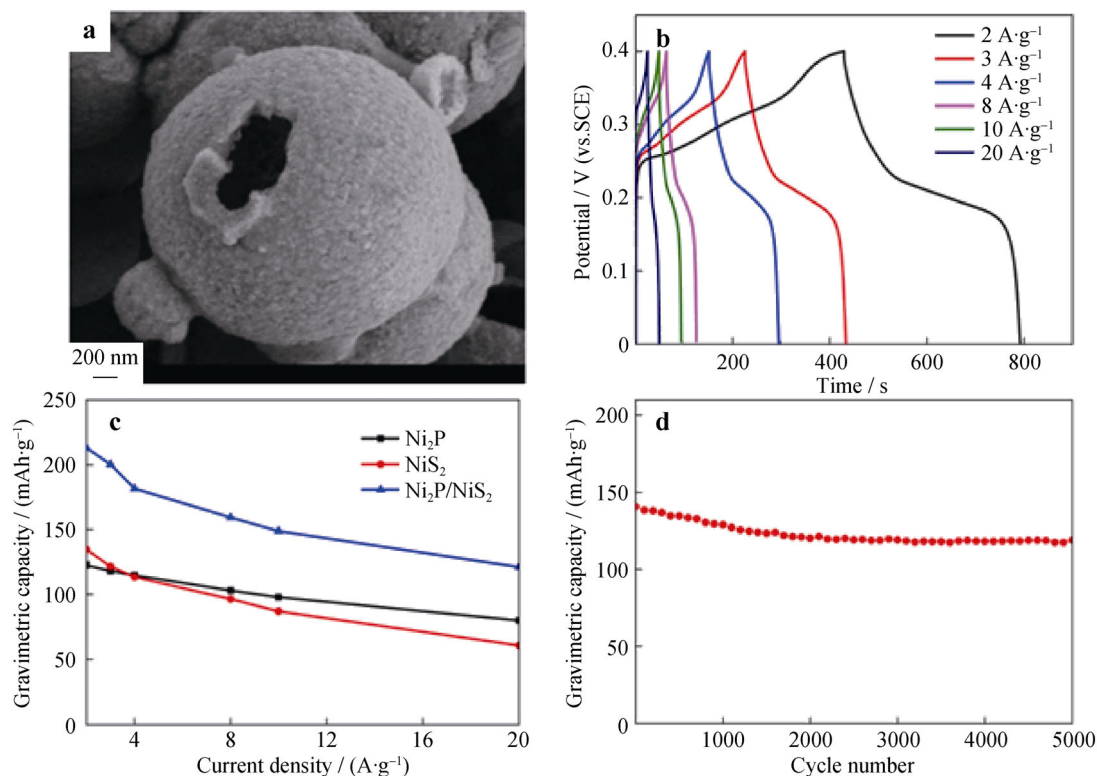 a
200 nm
b
2 A·g⁻¹
3 A·g⁻¹
4 A·g⁻¹
8 A·g⁻¹
10 A·g⁻¹
20 A·g⁻¹
0.4
0.3
0.2
0.1
0
Potential / V (vs.SCE)
200 400 600 800
Time / s
c
Ni₂P
NiS₂
Ni₂P/NiS₂
250
200
150
100
50
0
Gravimetric capacity / (mAh·g⁻¹)
4 8 12 16 20
Current density / (A·g⁻¹)
d
200
150
100
50
0
Gravimetric capacity / (mAh·g⁻¹)
1000 2000 3000 4000 5000
Cycle number